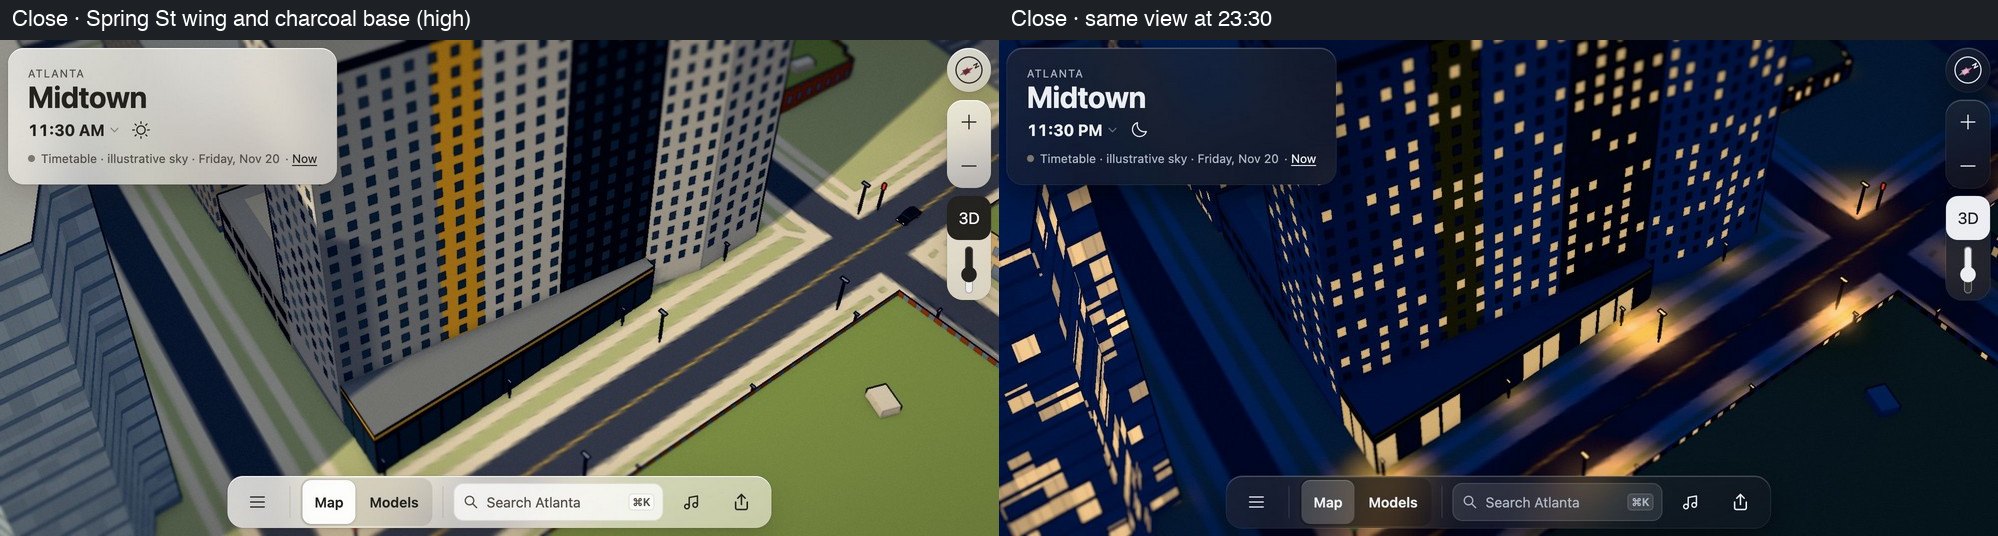 Close · Spring St wing and charcoal base (high)
ATLANTA
Midtown
11:30 AM
Timetable · illustrative sky · Friday, Nov 20 · Now
N
+
−
3D
Map
Models
Search Atlanta
⌘K
Close · same view at 23:30
ATLANTA
Midtown
11:30 PM
Timetable · illustrative sky · Friday, Nov 20 · Now
N
+
−
3D
Map
Models
Search Atlanta
⌘K